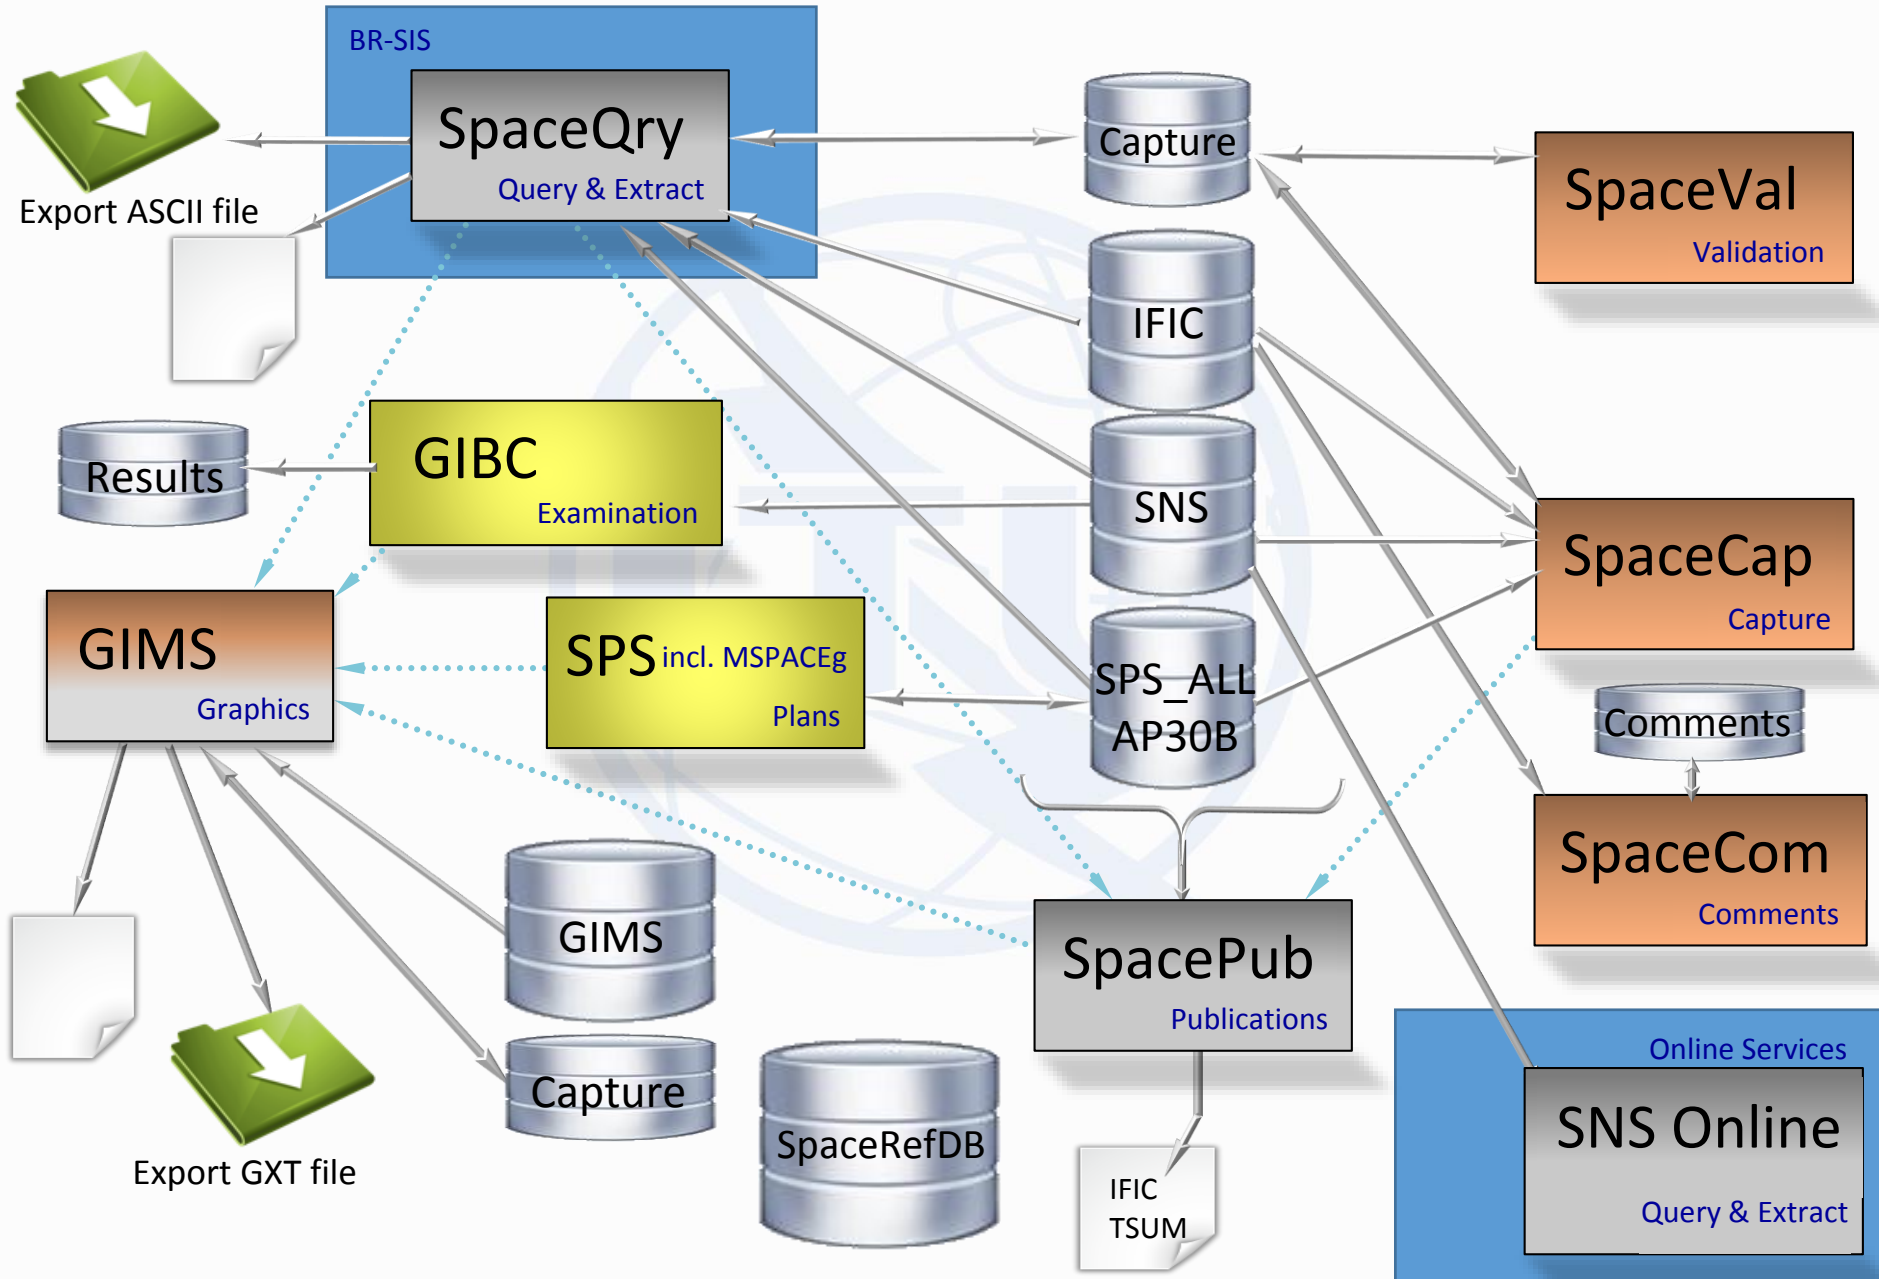 BR-SIS
SpaceQry
Query & Extract
Export ASCII file
Capture
SpaceVal
Validation
IFIC
Results
GIBC
Examination
SNS
SpaceCap
Capture
GIMS
Graphics
SPS incl. MSPACEg
Plans
SPS_ALL
AP30B
Comments
SpaceCom
Comments
GIMS
SpacePub
Publications
Capture
Export GXT file
SpaceRefDB
IFIC
TSUM
Online Services
SNS Online
Query & Extract
ITU